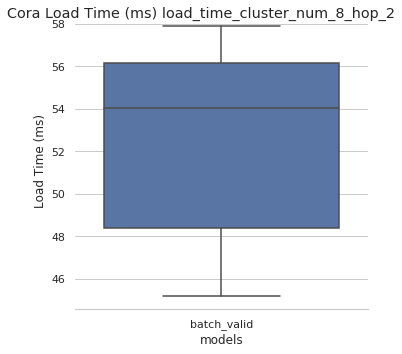 Cora Load Time (ms) load_time_cluster_num_8_hop_2
58
56
54
52
50
48
46
Load Time (ms)
batch_valid
models